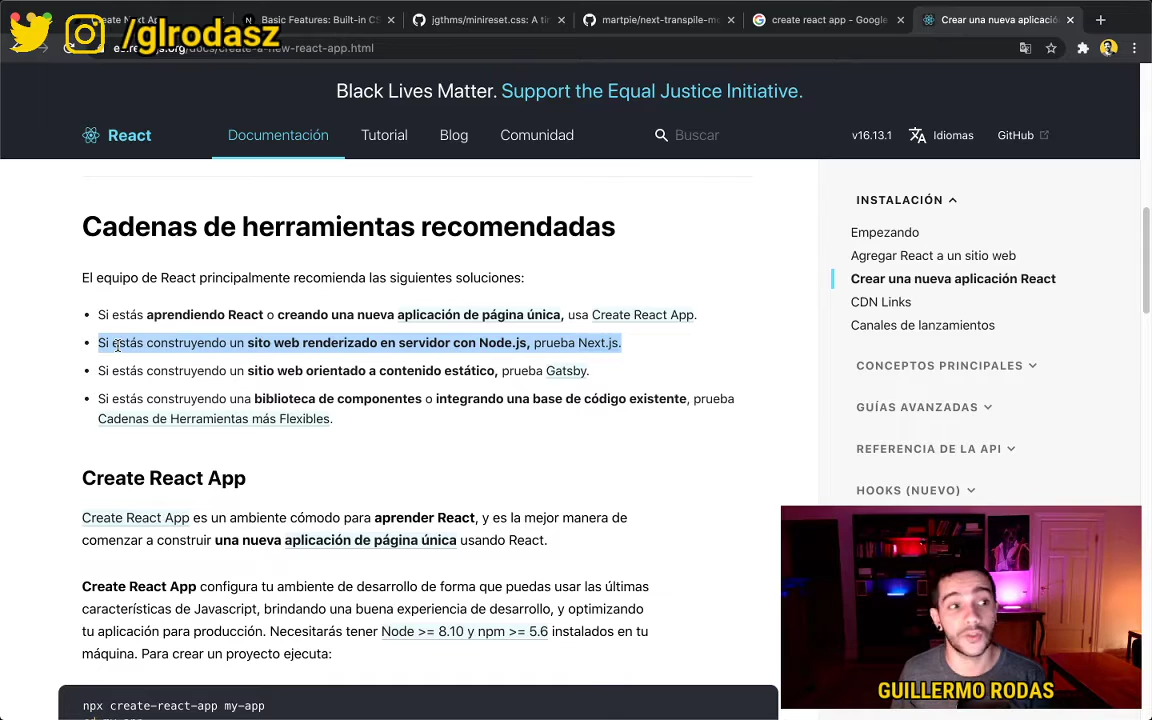 Create Next App
Basic Features: Built-in CS
jgthms/minireset.css: A ti
martpie/next-transpile-mo
create react app - Google
Crear una nueva aplicació
/glrodasz
/docs/create-a-new-react-app.html
Black Lives Matter. Support the Equal Justice Initiative.
React
Documentación
Tutorial
Blog
Comunidad
Buscar
v16.13.1
Idiomas
GitHub
Cadenas de herramientas recomendadas
El equipo de React principalmente recomienda las siguientes soluciones:
• Si estás aprendiendo React o creando una nueva aplicación de página única, usa Create React App.
• Si estás construyendo un sito web renderizado en servidor con Node.js, prueba Next.js.
• Si estás construyendo un sitio web orientado a contenido estático, prueba Gatsby.
• Si estás construyendo una biblioteca de componentes o integrando una base de código existente, prueba
Cadenas de Herramientas más Flexibles.
Create React App
Create React App es un ambiente cómodo para aprender React, y es la mejor manera de
comenzar a construir una nueva aplicación de página única usando React.
Create React App configura tu ambiente de desarrollo de forma que puedas usar las últimas
características de Javascript, brindando una buena experiencia de desarrollo, y optimizando
tu aplicación para producción. Necesitarás tener Node >= 8.10 y npm >= 5.6 instalados en tu
máquina. Para crear un proyecto ejecuta:
npx create-react-app my-app
INSTALACIÓN
Empezando
Agregar React a un sitio web
Crear una nueva aplicación React
CDN Links
Canales de lanzamientos
CONCEPTOS PRINCIPALES
GUÍAS AVANZADAS
REFERENCIA DE LA API
HOOKS (NUEVO)
GUILLERMO RODAS